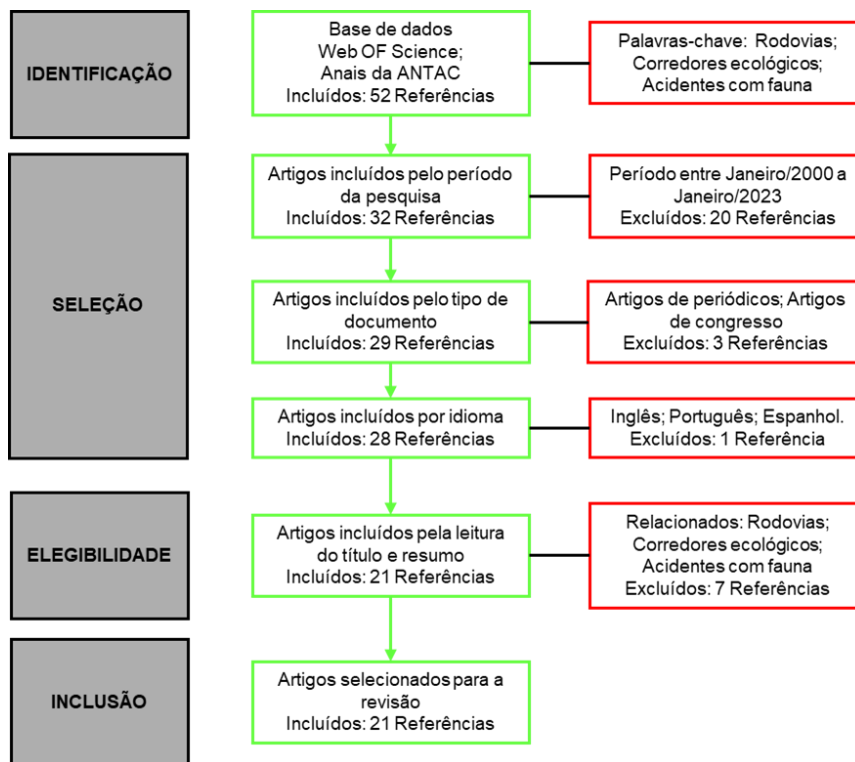 IDENTIFICAÇÃO
Base de dados
Web OF Science;
Anais da ANTAC
Incluídos: 52 Referências
Palavras-chave: Rodovias;
Corredores ecológicos;
Acidentes com fauna
SELEÇÃO
Artigos incluídos pelo período
da pesquisa
Incluídos: 32 Referências
Período entre Janeiro/2000 a
Janeiro/2023
Excluídos: 20 Referências
Artigos incluídos pelo tipo de
documento
Incluídos: 29 Referências
Artigos de periódicos; Artigos
de congresso
Excluídos: 3 Referências
Artigos incluídos por idioma
Incluídos: 28 Referências
Inglês; Português; Espanhol.
Excluídos: 1 Referência
ELEGIBILIDADE
Artigos incluídos pela leitura
do título e resumo
Incluídos: 21 Referências
Relacionados: Rodovias;
Corredores ecológicos;
Acidentes com fauna
Excluídos: 7 Referências
INCLUSÃO
Artigos selecionados para a
revisão
Incluídos: 21 Referências